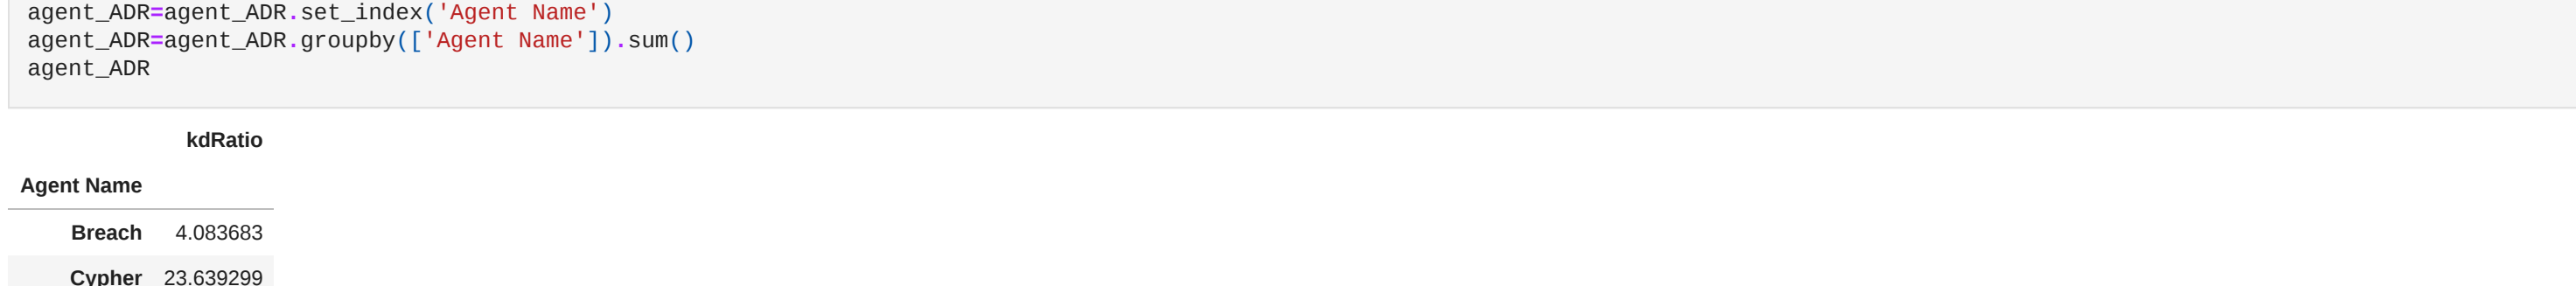 agent_ADR=agent_ADR.set_index('Agent Name')
agent_ADR=agent_ADR.groupby(['Agent Name']).sum()
agent_ADR
kdRatio
Agent Name
Breach 4.083683
Cypher 23.639299